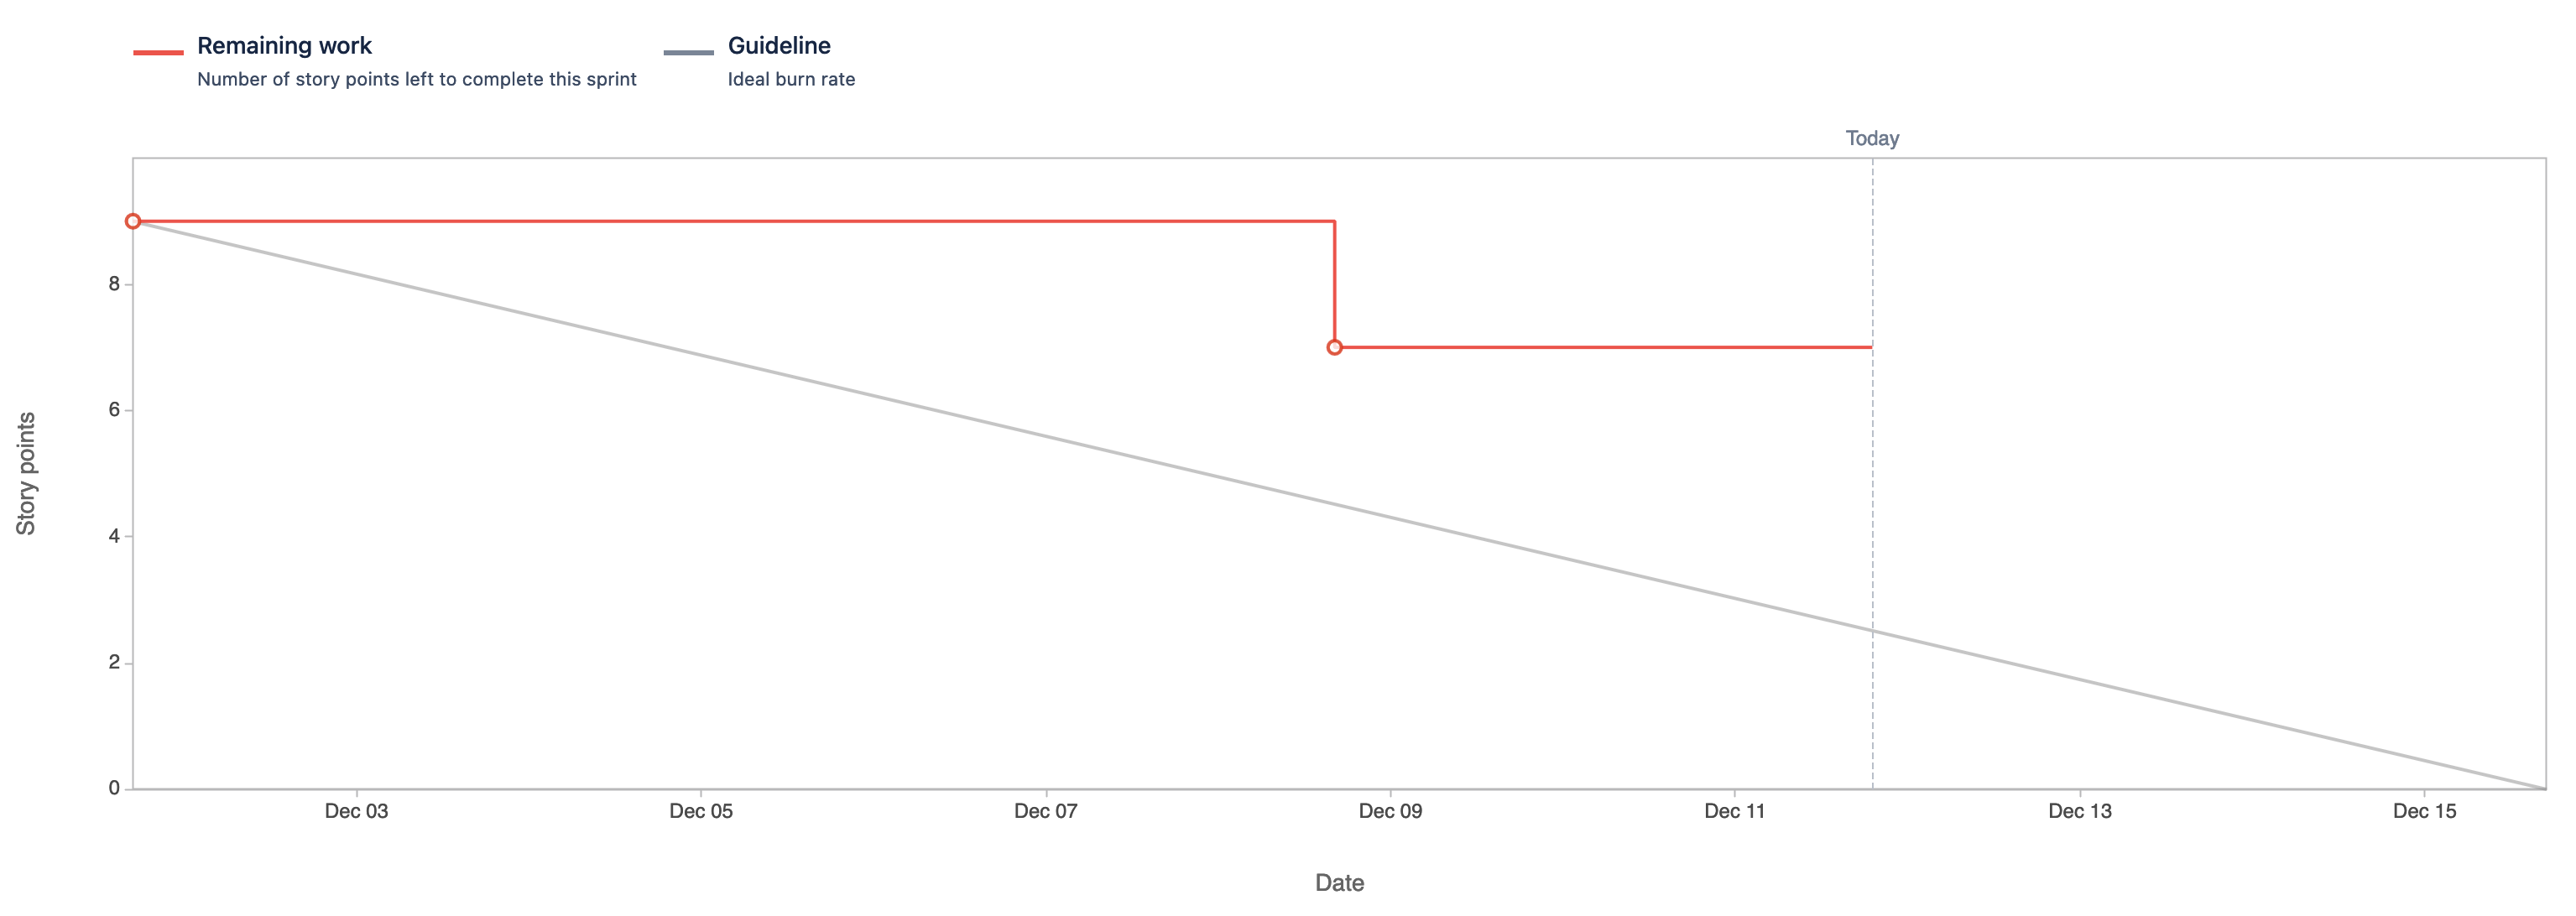 Remaining work
Number of story points left to complete this sprint
Guideline
Ideal burn rate
Today
Story points
8
6
4
2
0
Dec 03
Dec 05
Dec 07
Dec 09
Dec 11
Dec 13
Dec 15
Date